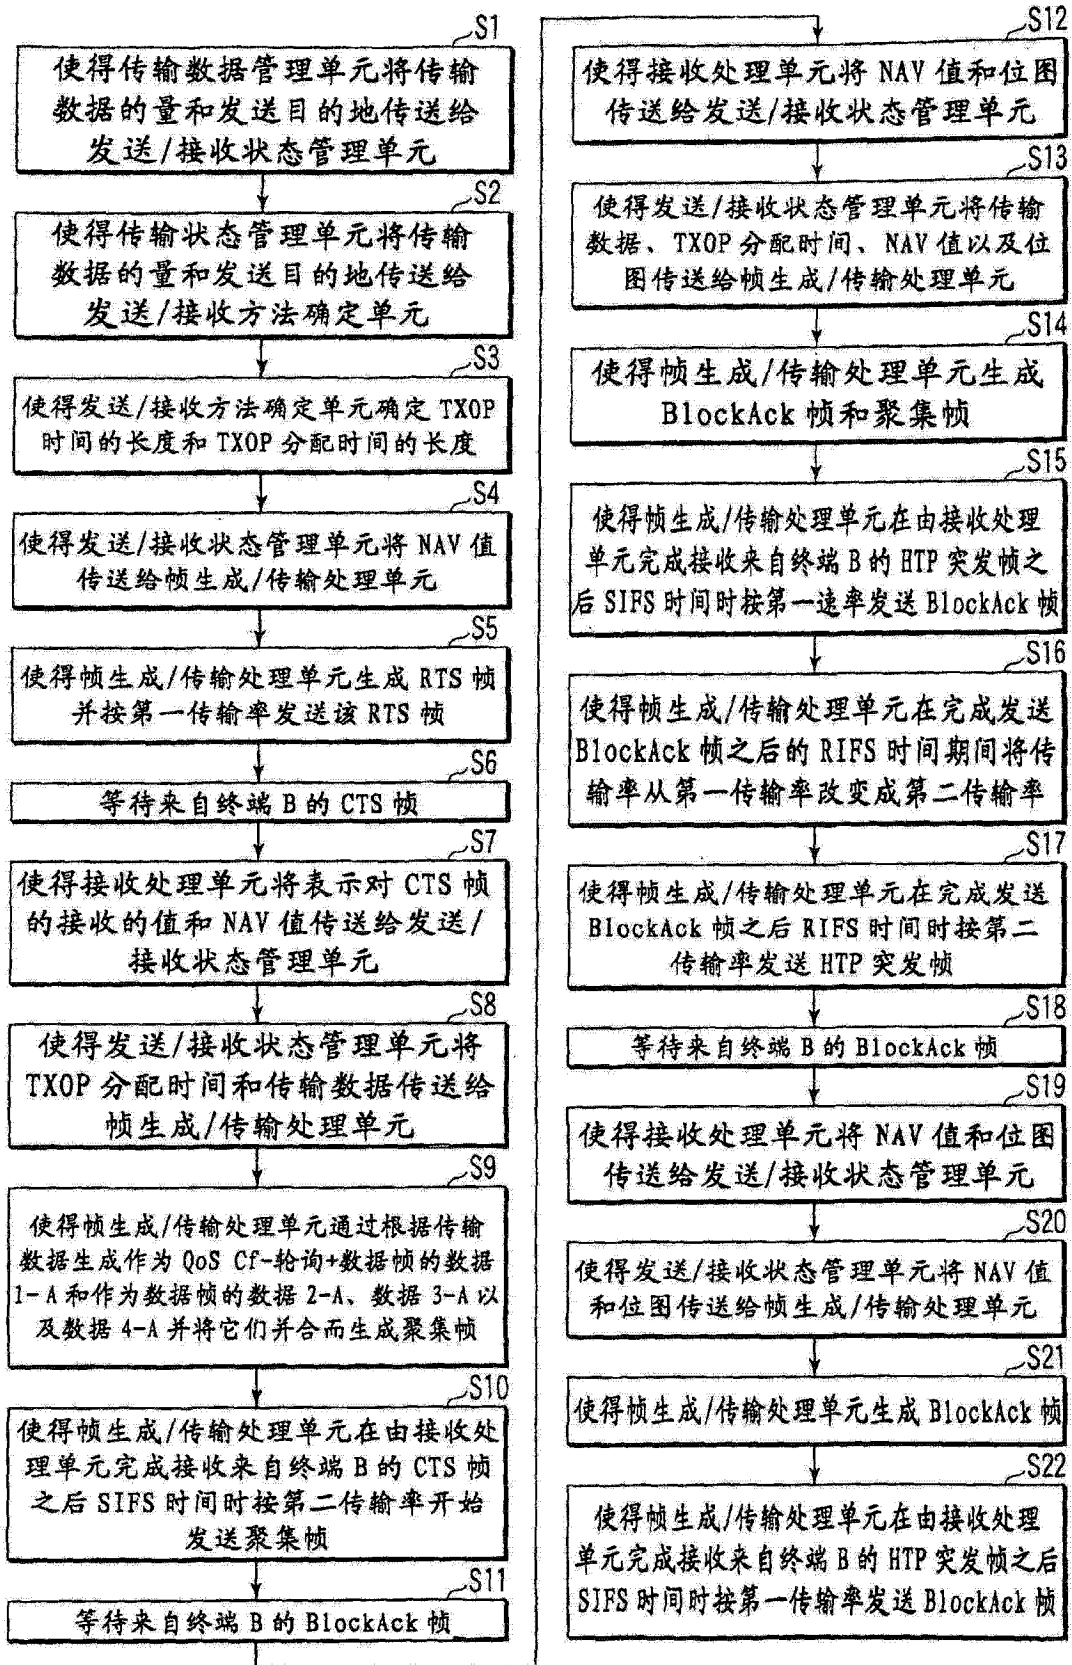 S1
使得传输数据管理单元将传输
数据的量和发送目的地传送给
发送/接收状态管理单元
S2
使得传输状态管理单元将传输
数据的量和发送目的地传送给
发送/接收方法确定单元
S3
使得发送/接收方法确定单元确定 TXOP
时间的长度和 TXOP 分配时间的长度
S4
使得发送/接收状态管理单元将 NAV 值
传送给帧生成/传输处理单元
S5
使得帧生成/传输处理单元生成 RTS 帧
并按第一传输率发送该 RTS 帧
S6
等待来自终端 B 的 CTS 帧
S7
使得接收处理单元将表示对 CTS 帧
的接收的值和 NAV 值传送给发送/
接收状态管理单元
S8
使得发送/接收状态管理单元将
TXOP 分配时间和传输数据传送给
帧生成/传输处理单元
S9
使得帧生成/传输处理单元通过根据传输
数据生成作为 QoS Cf-轮询+数据帧的数据
1-A 和作为数据帧的数据 2-A、数据 3-A 以
及数据 4-A 并将它们并合而生成聚集帧
S10
使得帧生成/传输处理单元在由接收处
理单元完成接收来自终端 B 的 CTS 帧
之后 SIFS 时间时按第二传输率开始
发送聚集帧
S11
等待来自终端 B 的 BlockAck 帧
S12
使得接收处理单元将 NAV 值和位图
传送给发送/接收状态管理单元
S13
使得发送/接收状态管理单元将传输
数据、TXOP 分配时间、NAV 值以及位
图传送给帧生成/传输处理单元
S14
使得帧生成/传输处理单元生成
BlockAck 帧和聚集帧
S15
使得帧生成/传输处理单元在由接收处理
单元完成接收来自终端 B 的 HTP 突发帧之
后 SIFS 时间时按第一速率发送 BlockAck 帧
S16
使得帧生成/传输处理单元在完成发送
BlockAck 帧之后的 RIFS 时间期间将传
输率从第一传输率改变成第二传输率
S17
使得帧生成/传输处理单元在完成发送
BlockAck 帧之后 RIFS 时间时按第二
传输率发送 HTP 突发帧
S18
等待来自终端 B 的 BlockAck 帧
S19
使得接收处理单元将 NAV 值和位图
传送给发送/接收状态管理单元
S20
使得发送/接收状态管理单元将 NAV 值
和位图传送给帧生成/传输处理单元
S21
使得帧生成/传输处理单元生成 BlockAck 帧
S22
使得帧生成/传输处理单元在由接收处理
单元完成接收来自终端 B 的 HTP 突发帧之后
SIFS 时间时按第一传输率发送 BlockAck 帧